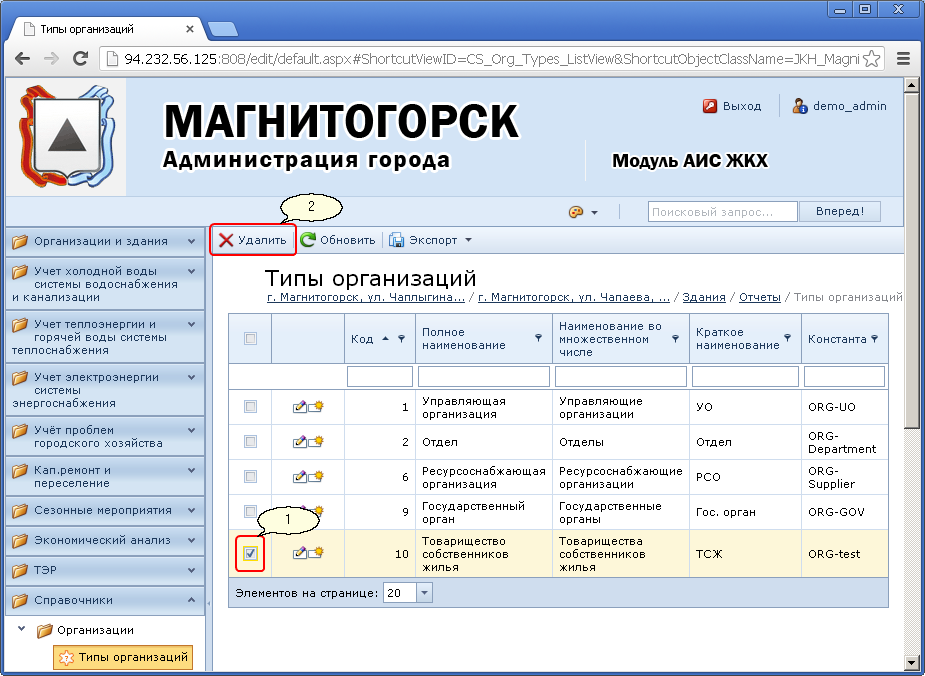 Типы организаций
94.232.56.125:808/edit/default.aspx#ShortcutViewID=CS_Org_Types_ListView&ShortcutObjectClassName=JKH_Magni
МАГНИТОГОРСК
Администрация города
Модуль АИС ЖКХ
Выход
demo_admin
Поисковый запрос...
Вперед!
2
Удалить
Обновить
Экспорт
Организации и здания
Учет холодной воды
системы водоснабжения
и канализации
Учет теплоэнергии и
горячей воды системы
теплоснабжения
Учет электроэнергии
системы
энергоснабжения
Учёт проблем
городского хозяйства
Кап.ремонт и
переселение
Сезонные мероприятия
Экономический анализ
ТЭР
Справочники
Организации
Типы организаций
Типы организаций
г. Магнитогорск, ул. Чаплыгина... / г. Магнитогорск, ул. Чапаева, ... / Здания / Отчеты / Типы организаций
Код
Полное
наименование
Наименование во
множественном
числе
Краткое
наименование
Константа
1
Управляющая
организация
Управляющие
организации
УО
ORG-UO
2
Отдел
Отделы
Отдел
ORG-
Department
6
Ресурсоснабжающая
организация
Ресурсоснабжающие
организации
РСО
ORG-
Supplier
9
Государственный
орган
Государственные
органы
Гос. орган
ORG-GOV
1
10
Товарищество
собственников
жилья
Товарищества
собственников
жилья
ТСЖ
ORG-test
Элементов на странице: 20